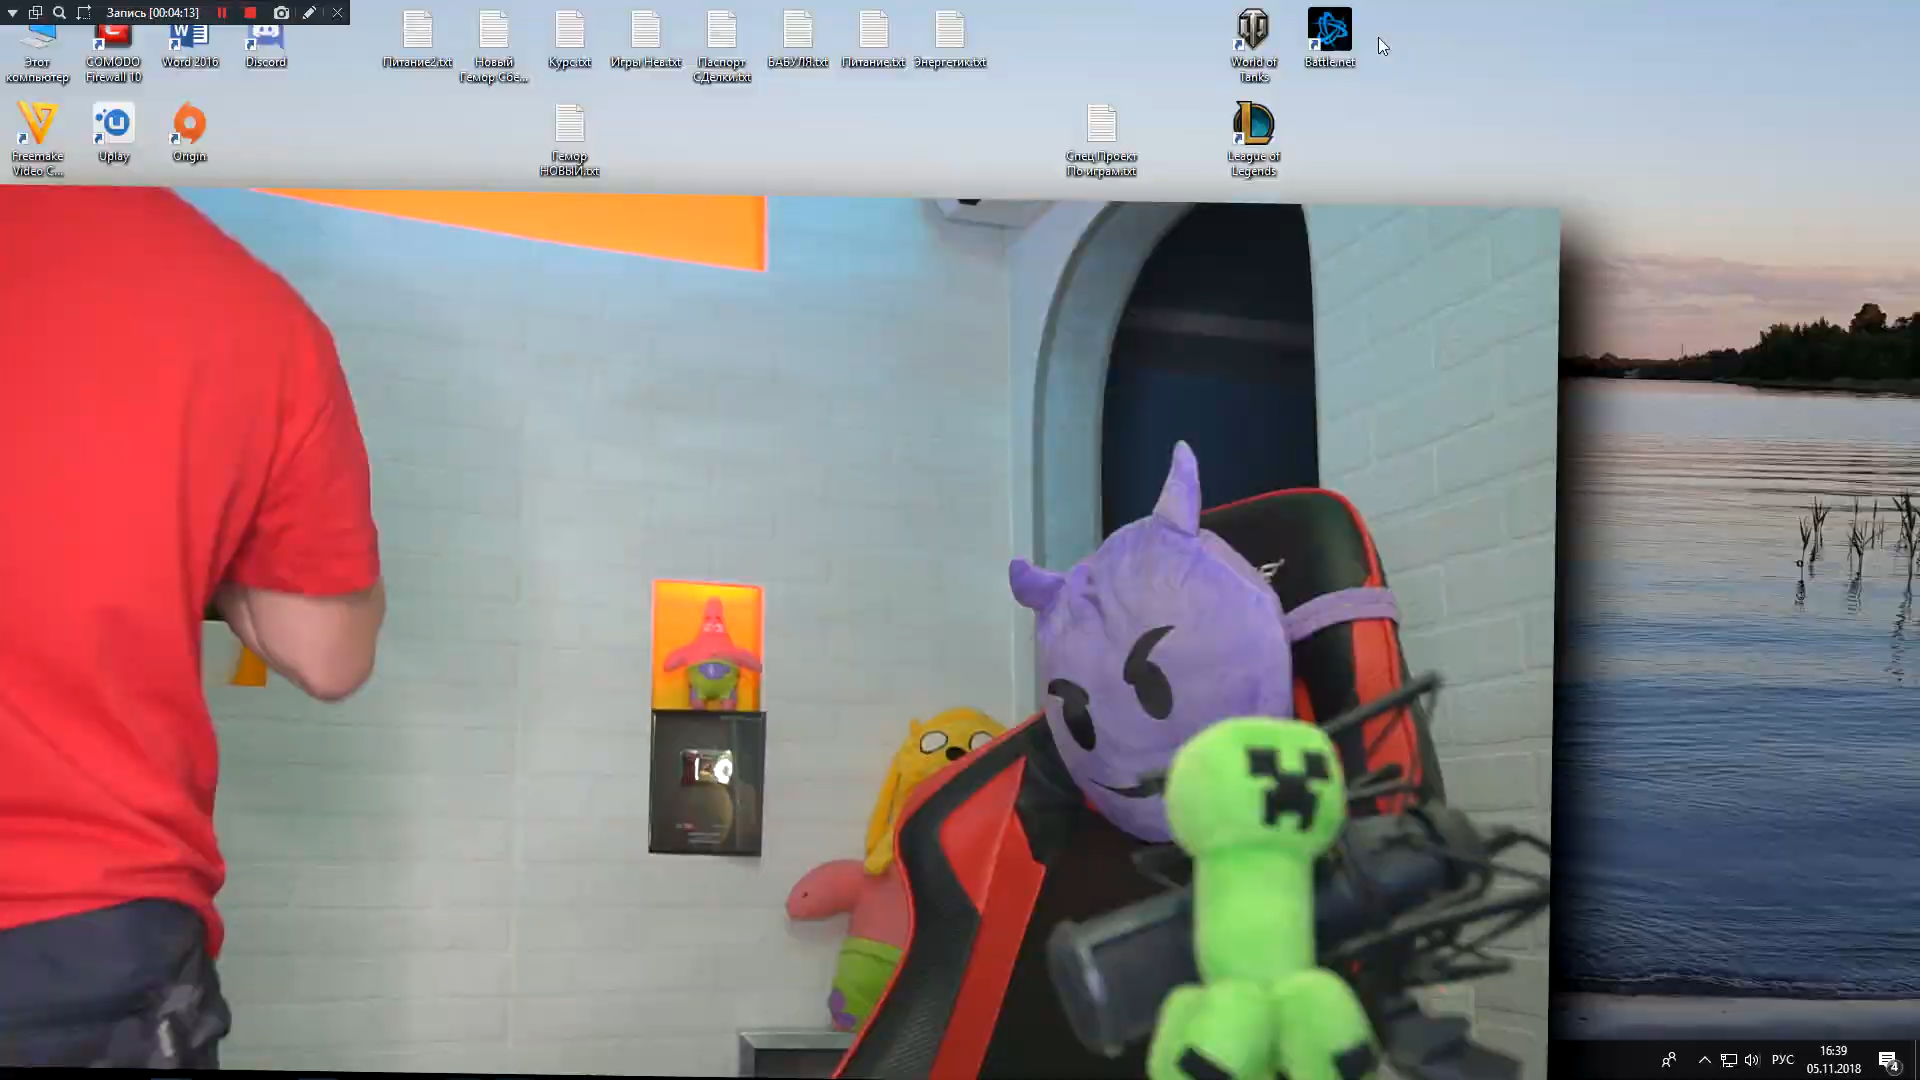 Запись [00:04:13]
Этот
компьютер
COMODO
Firewall 10
Word 2016
Discord
Питание2.txt
Новый
Гемор Сбе...
Курс.txt
Игры Нев.txt
Паспорт
СДелки.txt
БАБУЛЯ.txt
Питание.txt
Энергетик.txt
World of
Tanks
Battle.net
Freemake
Video C...
Uplay
Origin
Гемор
НОВЫЙ.txt
Спец Проект
По играм.txt
League of
Legends
РУС
16:39
05.11.2018
4